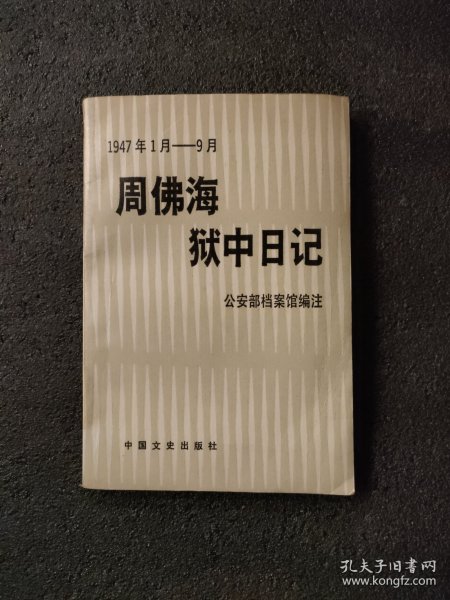 1947年1月——9月
周佛海
狱中日记
公安部档案馆编注
中国文史出版社
孔夫子旧书网
www.kongfz.com